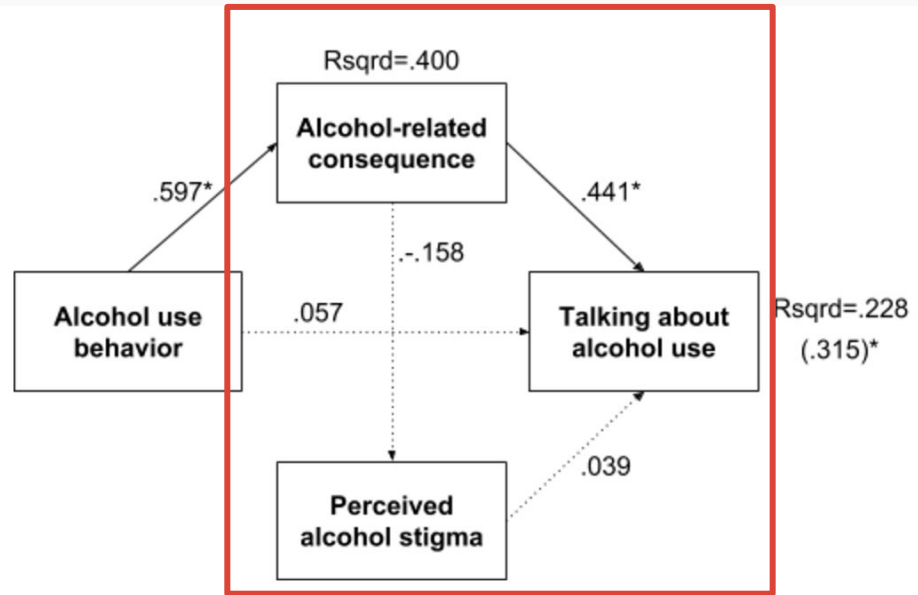 Rsqrd=.400
Alcohol-related
consequence
.597*
.441*
.-.158
Alcohol use
behavior
.057
Talking about
alcohol use
Rsqrd=.228
(.315)*
.039
Perceived
alcohol stigma